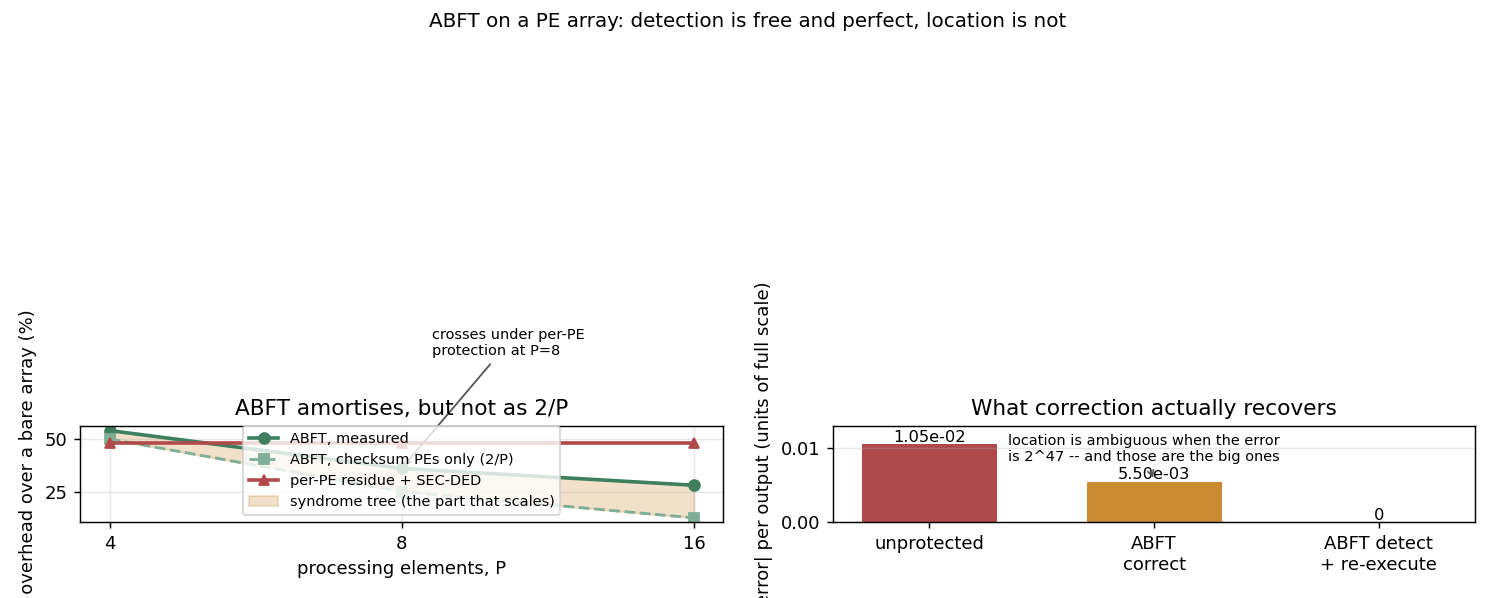 ABFT on a PE array: detection is free and perfect, location is not
crosses under per-PE
protection at P=8
ABFT amortises, but not as 2/P
overhead over a bare array (%)
50
25
ABFT, measured
ABFT, checksum PEs only (2/P)
per-PE residue + SEC-DED
syndrome tree (the part that scales)
4
8
16
processing elements, P
What correction actually recovers
error| per output (units of full scale)
0.01
0.00
1.05e-02
location is ambiguous when the error
is 2^47 -- and those are the big ones
5.50e-03
0
unprotected
ABFT
correct
ABFT detect
+ re-execute